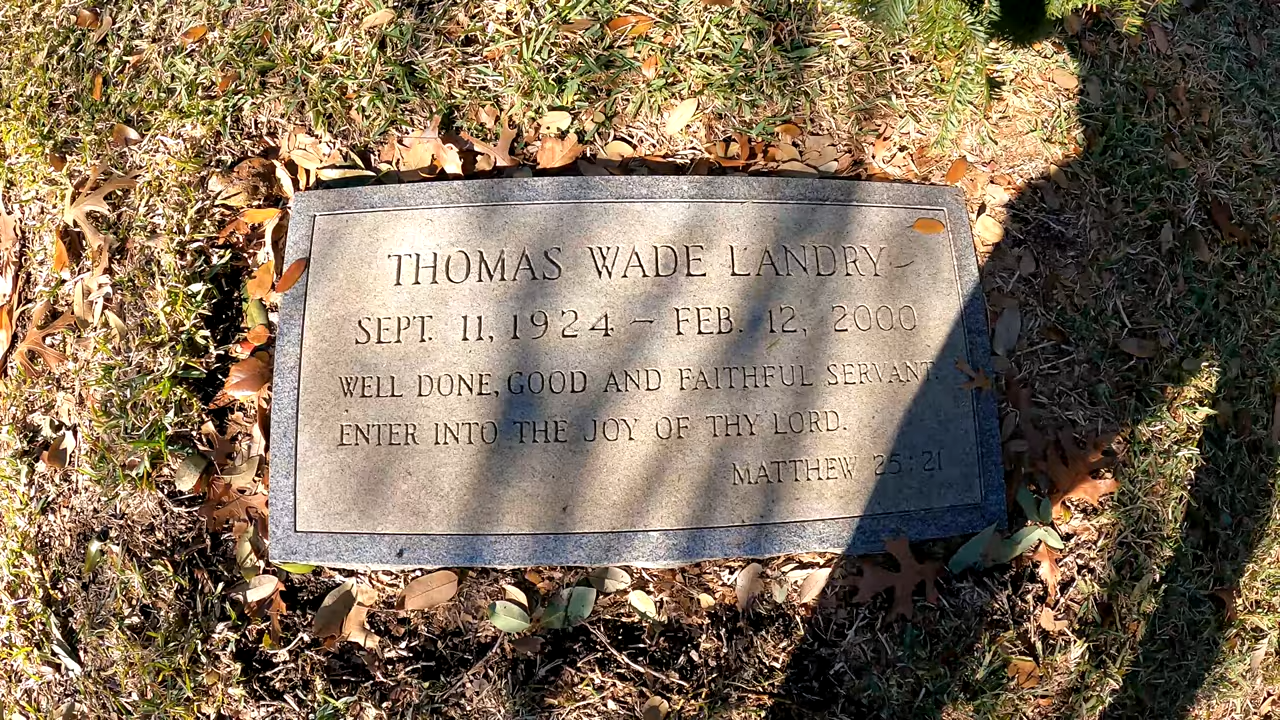 THOMAS WADE LANDRY
SEPT. 11, 1924 – FEB. 12, 2000
WELL DONE, GOOD AND FAITHFUL SERVANT.
ENTER INTO THE JOY OF THY LORD.
MATTHEW 25:21